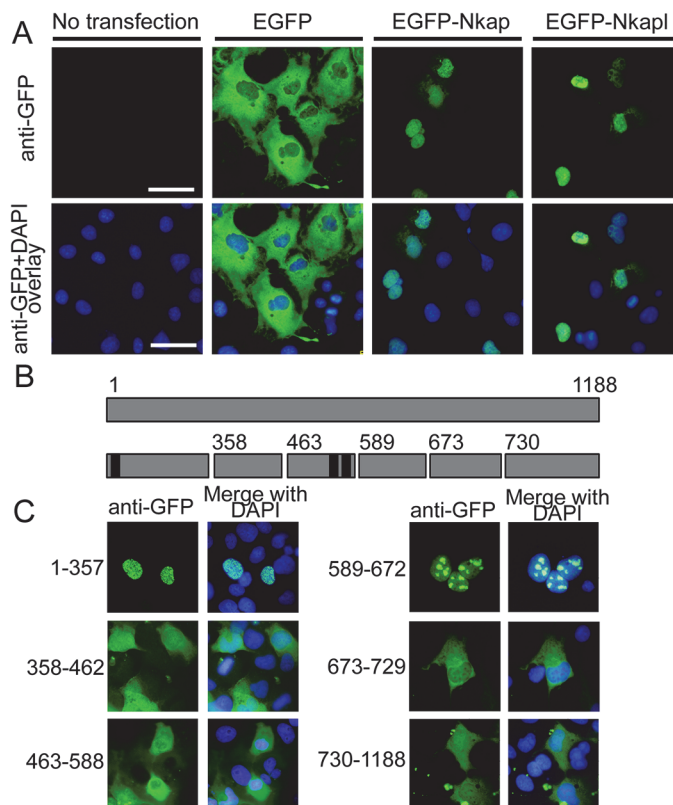 A
No transfection
EGFP
EGFP-Nkap
EGFP-Nkapl
anti-GFP
anti-GFP+DAPI
overlay
B
1
1188
358
463
589
673
730
C
anti-GFP
Merge with
DAPI
anti-GFP
Merge with
DAPI
1-357
589-672
358-462
673-729
463-588
730-1188